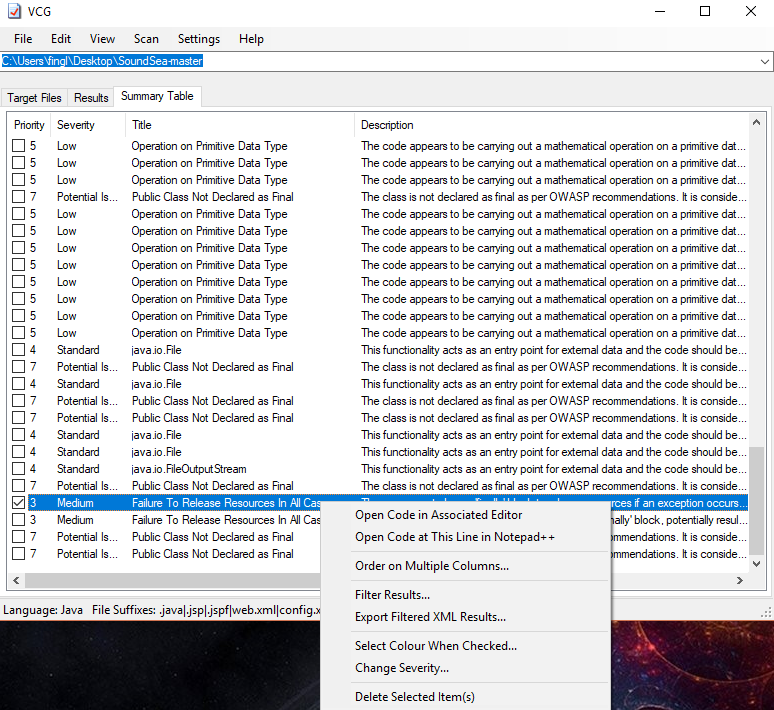 VCG
File Edit View Scan Settings Help
C:\Users\fingl\Desktop\SoundSea-master
Target Files Results Summary Table
Priority Severity Title Description
5 Low Operation on Primitive Data Type The code appears to be carrying out a mathematical operation on a primitive dat...
5 Low Operation on Primitive Data Type The code appears to be carrying out a mathematical operation on a primitive dat...
5 Low Operation on Primitive Data Type The code appears to be carrying out a mathematical operation on a primitive dat...
7 Potential Is... Public Class Not Declared as Final The class is not declared as final as per OWASP recommendations. It is conside...
5 Low Operation on Primitive Data Type The code appears to be carrying out a mathematical operation on a primitive dat...
5 Low Operation on Primitive Data Type The code appears to be carrying out a mathematical operation on a primitive dat...
5 Low Operation on Primitive Data Type The code appears to be carrying out a mathematical operation on a primitive dat...
5 Low Operation on Primitive Data Type The code appears to be carrying out a mathematical operation on a primitive dat...
5 Low Operation on Primitive Data Type The code appears to be carrying out a mathematical operation on a primitive dat...
5 Low Operation on Primitive Data Type The code appears to be carrying out a mathematical operation on a primitive dat...
5 Low Operation on Primitive Data Type The code appears to be carrying out a mathematical operation on a primitive dat...
5 Low Operation on Primitive Data Type The code appears to be carrying out a mathematical operation on a primitive dat...
4 Standard java.io.File This functionality acts as an entry point for external data and the code should be...
7 Potential Is... Public Class Not Declared as Final The class is not declared as final as per OWASP recommendations. It is conside...
4 Standard java.io.File This functionality acts as an entry point for external data and the code should be...
7 Potential Is... Public Class Not Declared as Final The class is not declared as final as per OWASP recommendations. It is conside...
7 Potential Is... Public Class Not Declared as Final The class is not declared as final as per OWASP recommendations. It is conside...
4 Standard java.io.File This functionality acts as an entry point for external data and the code should be...
4 Standard java.io.File This functionality acts as an entry point for external data and the code should be...
4 Standard java.io.FileOutputStream This functionality acts as an entry point for external data and the code should be...
7 Potential Is... Public Class Not Declared as Final The class is not declared as final as per OWASP recommendations. It is conside...
3 Medium Failure To Release Resources In All Cas if an exception occurs...
3 Medium Failure To Release Resources In All Cas nally' block, potentially resul...
7 Potential Is... Public Class Not Declared as Final ecommendations. It is conside...
7 Potential Is... Public Class Not Declared as Final ecommendations. It is conside...
Open Code in Associated Editor
Open Code at This Line in Notepad++
Order on Multiple Columns...
Filter Results...
Export Filtered XML Results...
Select Colour When Checked...
Change Severity...
Delete Selected Item(s)
Language: Java File Suffixes: .java|.jsp|.jspf|web.xml|config.x